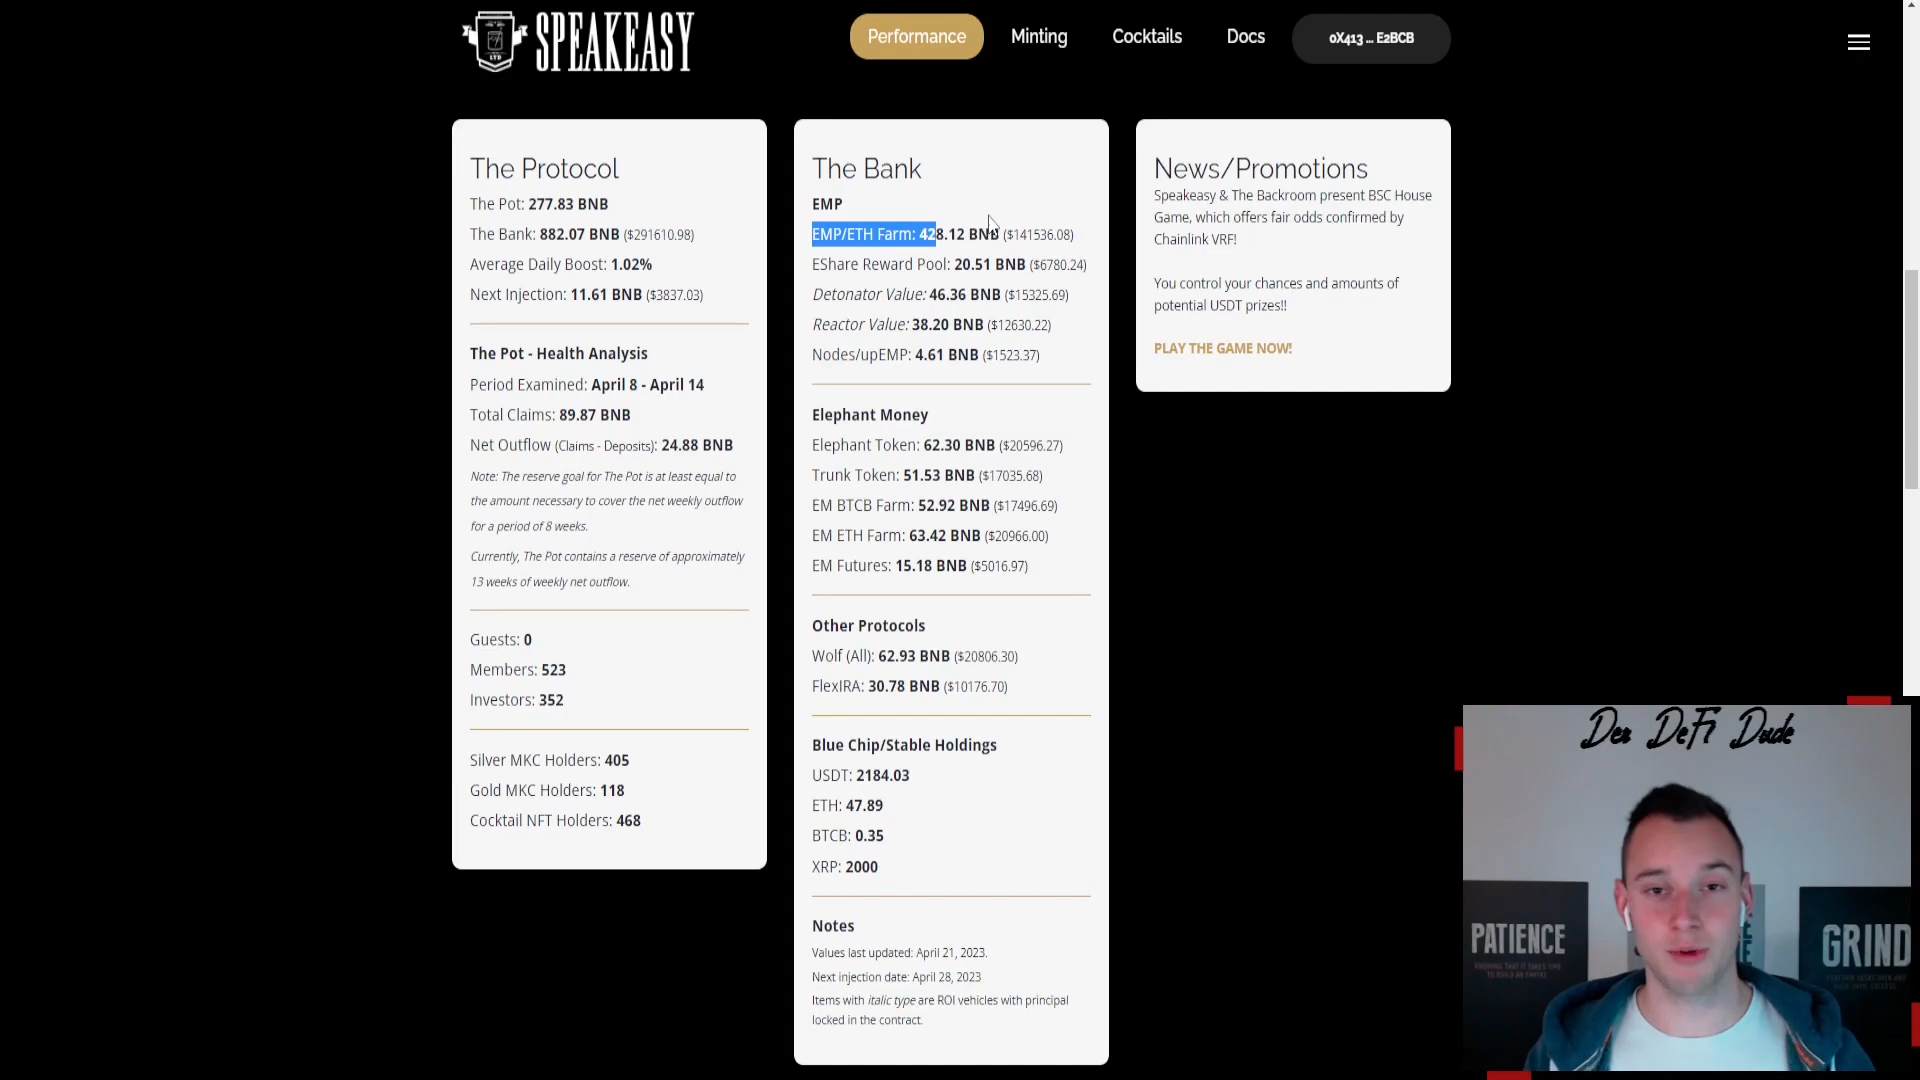 SPEAKEASY
LTD
Performance
Minting
Cocktails
Docs
0X413 ... E2BCB
The Protocol
The Pot: 277.83 BNB
The Bank: 882.07 BNB ($291610.98)
Average Daily Boost: 1.02%
Next Injection: 11.61 BNB ($3837.03)
The Pot - Health Analysis
Period Examined: April 8 - April 14
Total Claims: 89.87 BNB
Net Outflow (Claims - Deposits): 24.88 BNB
Note: The reserve goal for The Pot is at least equal to
the amount necessary to cover the net weekly outflow
for a period of 8 weeks.
Currently, The Pot contains a reserve of approximately
13 weeks of weekly net outflow.
Guests: 0
Members: 523
Investors: 352
Silver MKC Holders: 405
Gold MKC Holders: 118
Cocktail NFT Holders: 468
The Bank
EMP
EMP/ETH Farm: 428.12 BNB ($141536.08)
EShare Reward Pool: 20.51 BNB ($6780.24)
Detonator Value: 46.36 BNB ($15325.69)
Reactor Value: 38.20 BNB ($12630.22)
Nodes/upEMP: 4.61 BNB ($1523.37)
Elephant Money
Elephant Token: 62.30 BNB ($20596.27)
Trunk Token: 51.53 BNB ($17035.68)
EM BTCB Farm: 52.92 BNB ($17496.69)
EM ETH Farm: 63.42 BNB ($20966.00)
EM Futures: 15.18 BNB ($5016.97)
Other Protocols
Wolf (All): 62.93 BNB ($20806.30)
FlexIRA: 30.78 BNB ($10176.70)
Blue Chip/Stable Holdings
USDT: 2184.03
ETH: 47.89
BTCB: 0.35
XRP: 2000
Notes
Values last updated: April 21, 2023.
Next injection date: April 28, 2023
Items with italic type are ROI vehicles with principal
locked in the contract.
News/Promotions
Speakeasy & The Backroom present BSC House
Game, which offers fair odds confirmed by
Chainlink VRF!
You control your chances and amounts of
potential USDT prizes!!
PLAY THE GAME NOW!
Der DeFi Dude
PATIENCE
GRIND